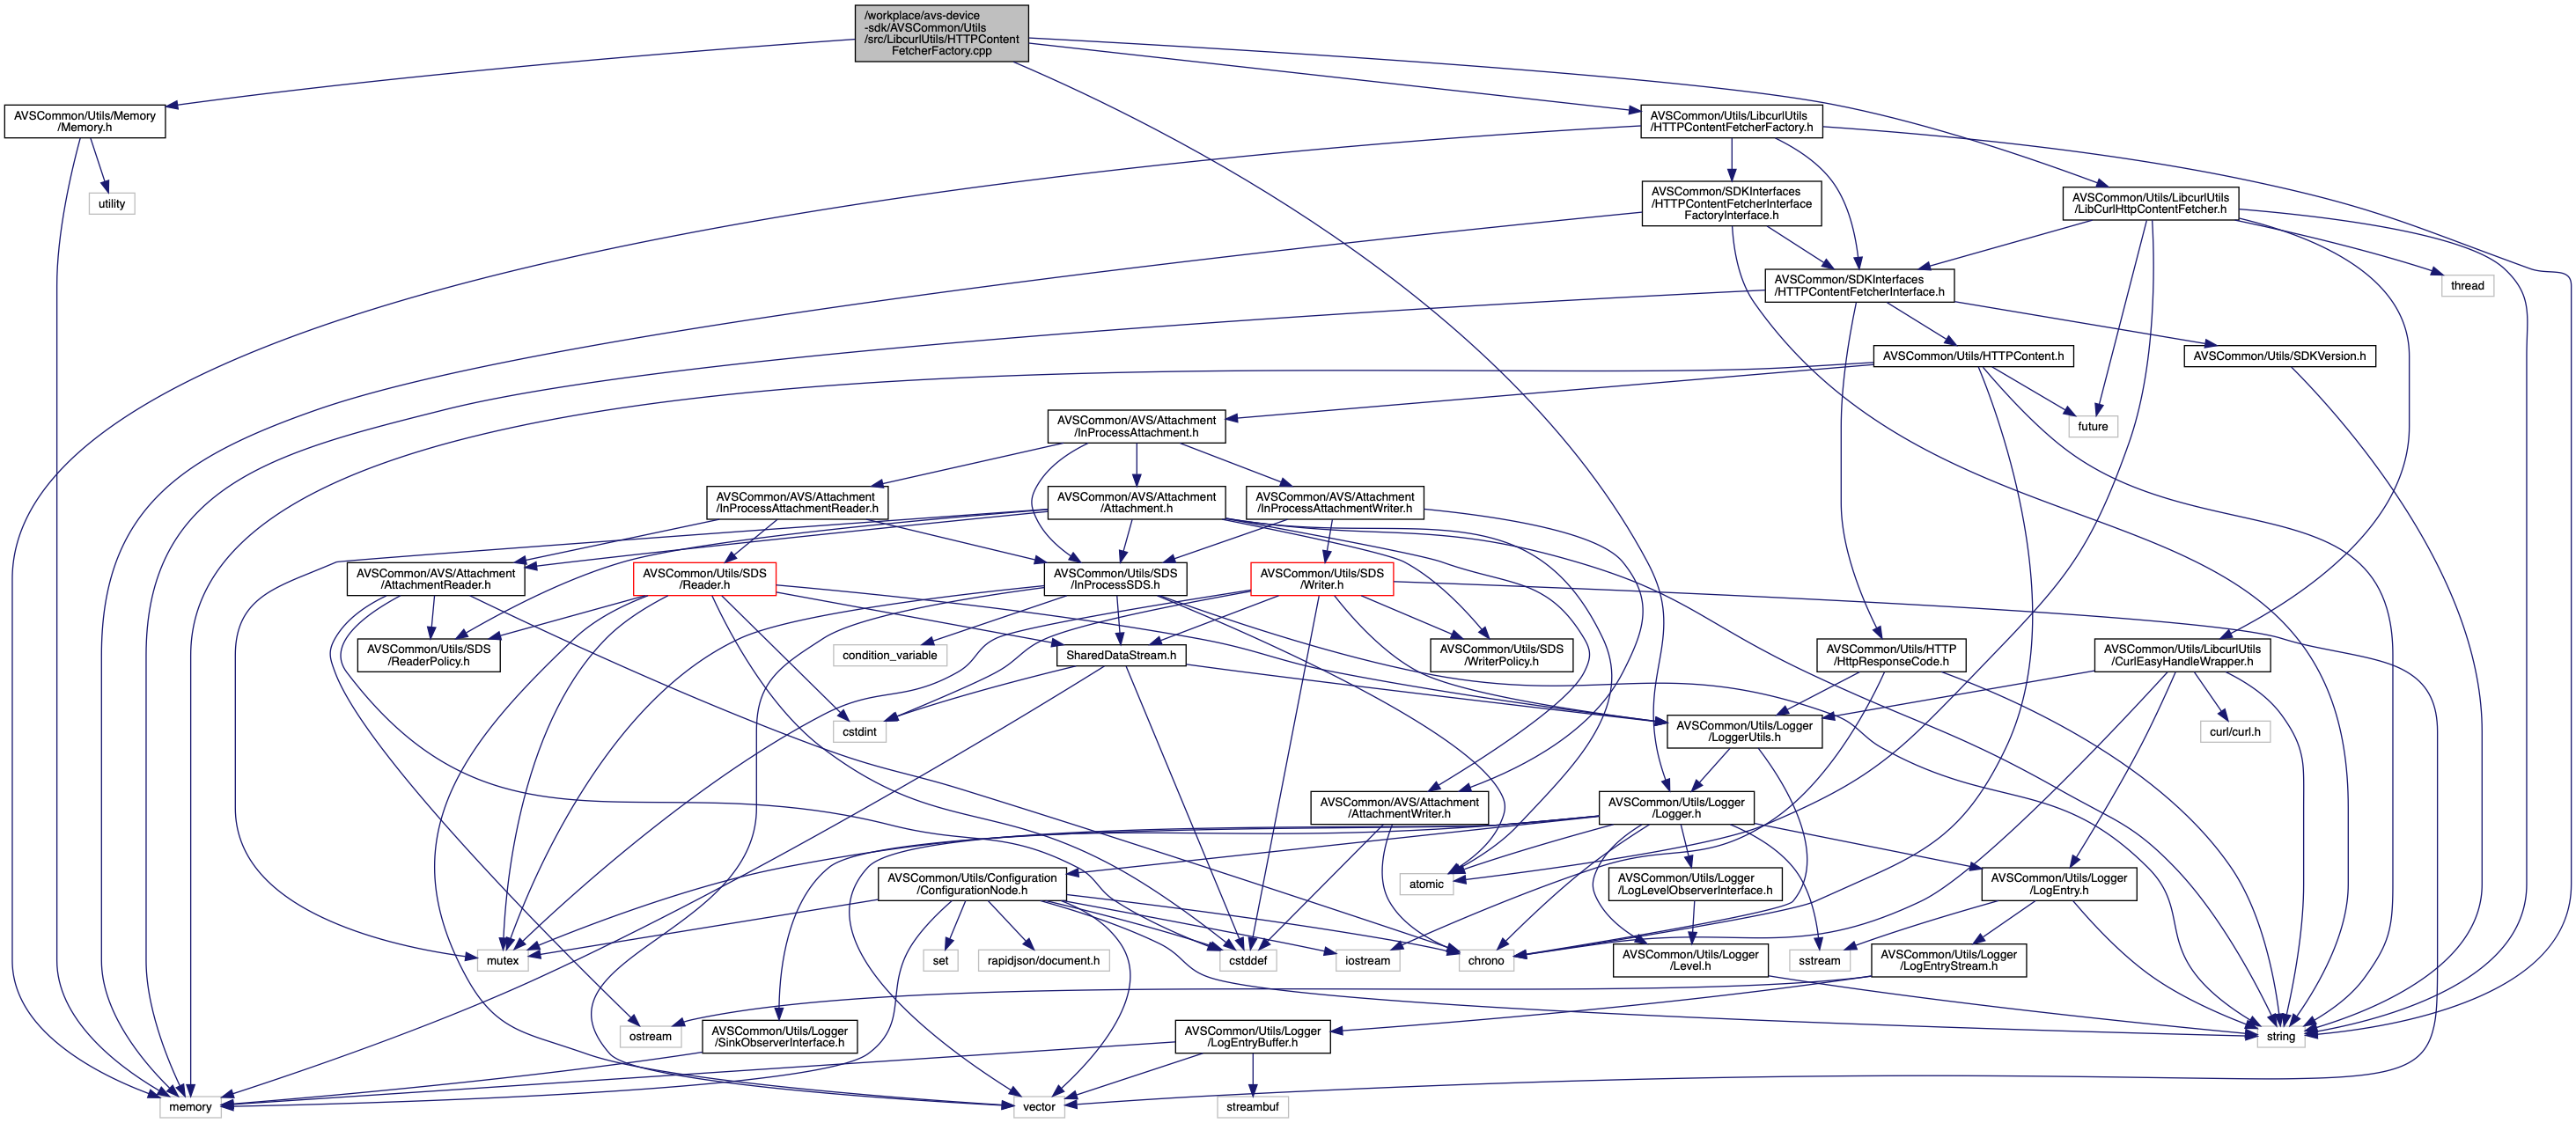 /workplace/avs-device
-sdk/AVSCommon/Utils
/src/LibcurlUtils/HTTPContent
FetcherFactory.cpp
AVSCommon/Utils/Memory
/Memory.h
AVSCommon/Utils/LibcurlUtils
/HTTPContentFetcherFactory.h
utility
AVSCommon/SDKInterfaces
/HTTPContentFetcherInterface
FactoryInterface.h
AVSCommon/Utils/LibcurlUtils
/LibCurlHttpContentFetcher.h
AVSCommon/SDKInterfaces
/HTTPContentFetcherInterface.h
thread
AVSCommon/Utils/HTTPContent.h
AVSCommon/Utils/SDKVersion.h
AVSCommon/AVS/Attachment
/InProcessAttachment.h
future
AVSCommon/AVS/Attachment
/InProcessAttachmentReader.h
AVSCommon/AVS/Attachment
/Attachment.h
AVSCommon/AVS/Attachment
/InProcessAttachmentWriter.h
AVSCommon/AVS/Attachment
/AttachmentReader.h
AVSCommon/Utils/SDS
/Reader.h
AVSCommon/Utils/SDS
/InProcessSDS.h
AVSCommon/Utils/SDS
/Writer.h
AVSCommon/Utils/SDS
/ReaderPolicy.h
condition_variable
SharedDataStream.h
AVSCommon/Utils/SDS
/WriterPolicy.h
AVSCommon/Utils/HTTP
/HttpResponseCode.h
AVSCommon/Utils/LibcurlUtils
/CurlEasyHandleWrapper.h
cstdint
AVSCommon/Utils/Logger
/LoggerUtils.h
curl/curl.h
AVSCommon/AVS/Attachment
/AttachmentWriter.h
AVSCommon/Utils/Logger
/Logger.h
AVSCommon/Utils/Configuration
/ConfigurationNode.h
atomic
AVSCommon/Utils/Logger
/LogLevelObserverInterface.h
AVSCommon/Utils/Logger
/LogEntry.h
mutex
set
rapidjson/document.h
cstddef
iostream
chrono
AVSCommon/Utils/Logger
/Level.h
sstream
AVSCommon/Utils/Logger
/LogEntryStream.h
ostream
AVSCommon/Utils/Logger
/SinkObserverInterface.h
AVSCommon/Utils/Logger
/LogEntryBuffer.h
string
memory
vector
streambuf